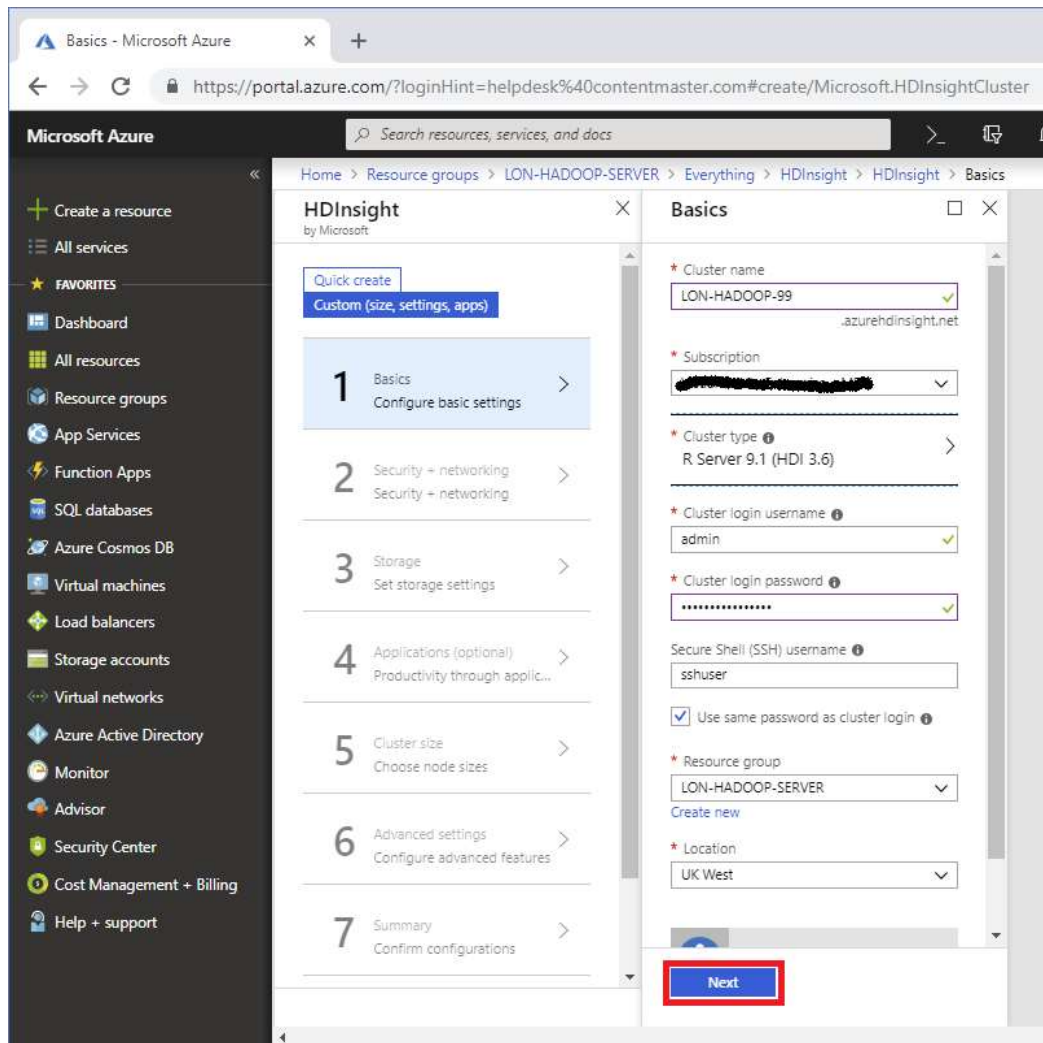 Basics - Microsoft Azure
https://portal.azure.com/?loginHint=helpdesk%40contentmaster.com#create/Microsoft.HDInsightCluster
Microsoft Azure
Search resources, services, and docs
Home > Resource groups > LON-HADOOP-SERVER > Everything > HDInsight > HDInsight > Basics
Create a resource
All services
FAVORITES
Dashboard
All resources
Resource groups
App Services
Function Apps
SQL databases
Azure Cosmos DB
Virtual machines
Load balancers
Storage accounts
Virtual networks
Azure Active Directory
Monitor
Advisor
Security Center
Cost Management + Billing
Help + support
HDInsight
by Microsoft
Quick create
Custom (size, settings, apps)
1 Basics
Configure basic settings
2 Security + networking
Security + networking
3 Storage
Set storage settings
4 Applications (optional)
Productivity through applic...
5 Cluster size
Choose node sizes
6 Advanced settings
Configure advanced features
7 Summary
Confirm configurations
Basics
* Cluster name
LON-HADOOP-99
.azurehdinsight.net
* Subscription
* Cluster type
R Server 9.1 (HDI 3.6)
* Cluster login username
admin
* Cluster login password
••••••••••••••••
Secure Shell (SSH) username
sshuser
Use same password as cluster login
* Resource group
LON-HADOOP-SERVER
Create new
* Location
UK West
Next